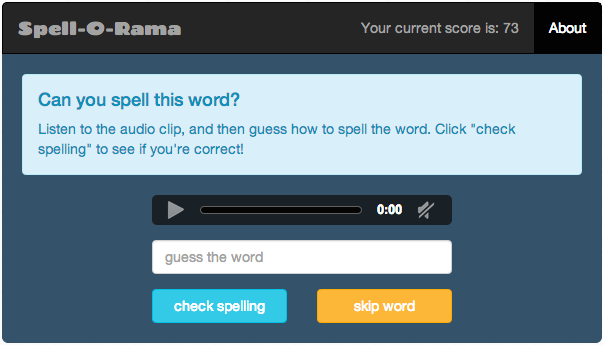 Spell-O-Rama
Your current score is: 73
About
Can you spell this word?
Listen to the audio clip, and then guess how to spell the word. Click "check
spelling" to see if you're correct!
0:00
guess the word
check spelling
skip word